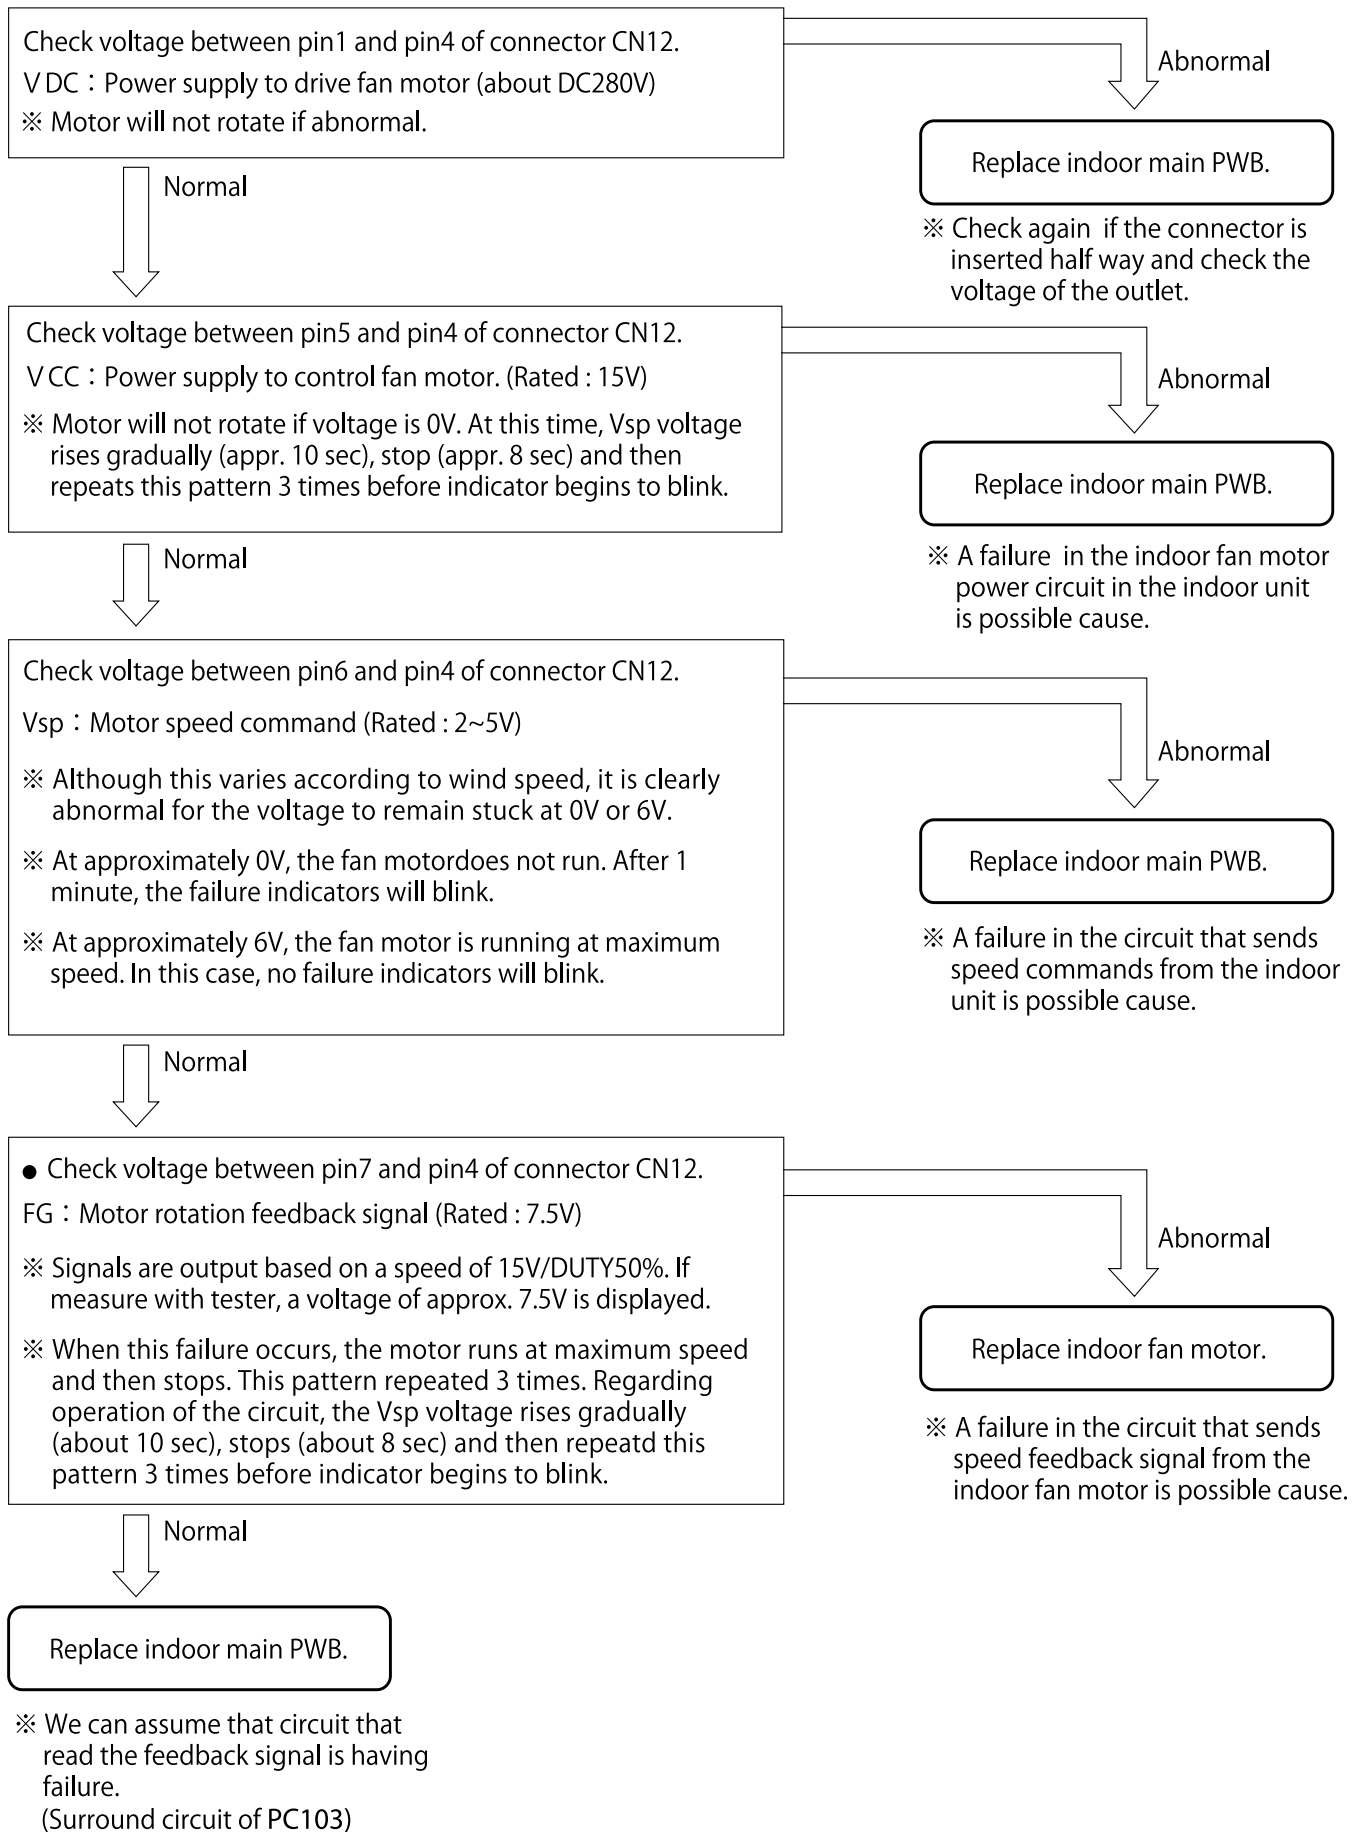 Check voltage between pin1 and pin4 of connector CN12.
V DC : Power supply to drive fan motor (about DC280V)
※ Motor will not rotate if abnormal.
Abnormal
Replace indoor main PWB.
※ Check again if the connector is
inserted half way and check the
voltage of the outlet.
Normal
Check voltage between pin5 and pin4 of connector CN12.
V CC : Power supply to control fan motor. (Rated : 15V)
※ Motor will not rotate if voltage is 0V. At this time, Vsp voltage
rises gradually (appr. 10 sec), stop (appr. 8 sec) and then
repeats this pattern 3 times before indicator begins to blink.
Abnormal
Replace indoor main PWB.
※ A failure in the indoor fan motor
power circuit in the indoor unit
is possible cause.
Normal
Check voltage between pin6 and pin4 of connector CN12.
Vsp : Motor speed command (Rated : 2~5V)
※ Although this varies according to wind speed, it is clearly
abnormal for the voltage to remain stuck at 0V or 6V.
※ At approximately 0V, the fan motordoes not run. After 1
minute, the failure indicators will blink.
※ At approximately 6V, the fan motor is running at maximum
speed. In this case, no failure indicators will blink.
Abnormal
Replace indoor main PWB.
※ A failure in the circuit that sends
speed commands from the indoor
unit is possible cause.
Normal
● Check voltage between pin7 and pin4 of connector CN12.
FG : Motor rotation feedback signal (Rated : 7.5V)
※ Signals are output based on a speed of 15V/DUTY50%. If
measure with tester, a voltage of approx. 7.5V is displayed.
※ When this failure occurs, the motor runs at maximum speed
and then stops. This pattern repeated 3 times. Regarding
operation of the circuit, the Vsp voltage rises gradually
(about 10 sec), stops (about 8 sec) and then repeatd this
pattern 3 times before indicator begins to blink.
Abnormal
Replace indoor fan motor.
※ A failure in the circuit that sends
speed feedback signal from the
indoor fan motor is possible cause.
Normal
Replace indoor main PWB.
※ We can assume that circuit that
read the feedback signal is having
failure.
(Surround circuit of PC103)